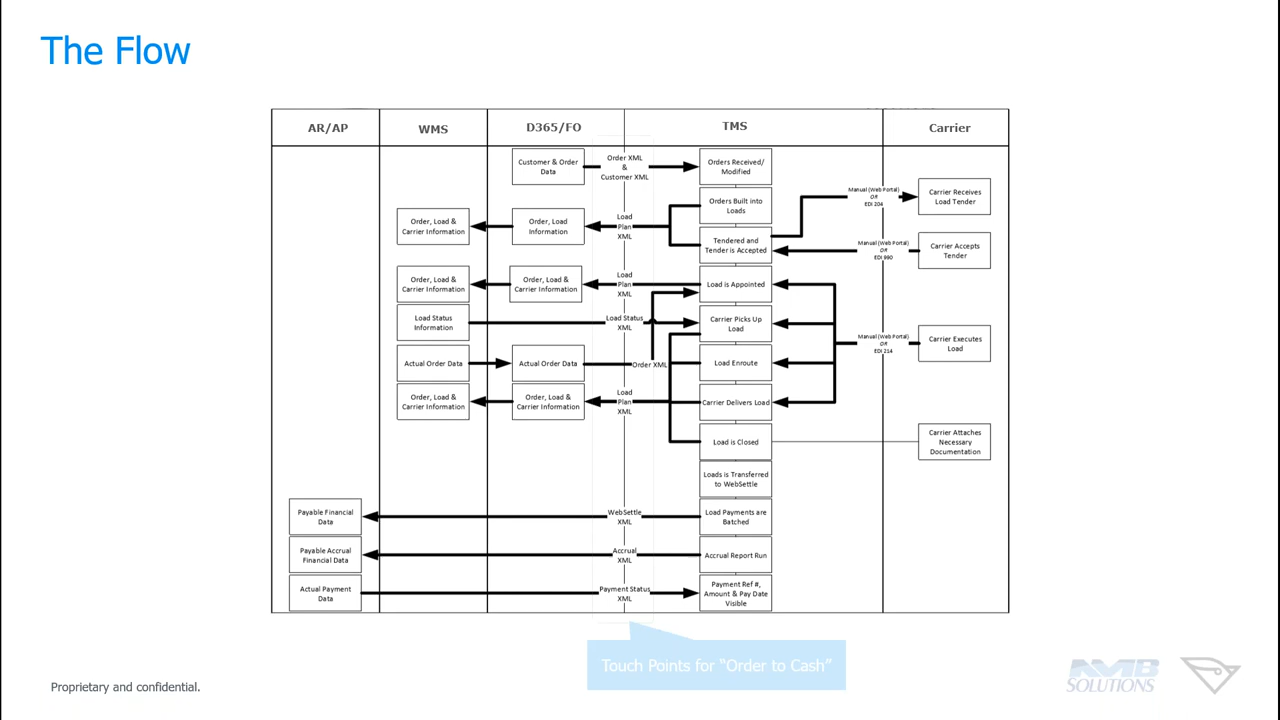 The Flow
AR/AP
WMS
D365/FO
TMS
Carrier
Customer & Order
Data
Order XML
&
Customer XML
Orders Received/
Modified
Orders Built into
Loads
Manual (Web Portal)
OR
EDI 204
Carrier Receives
Load Tender
Order, Load &
Carrier Information
Order, Load
Information
Load
Plan
XML
Tendered and
Tender is Accepted
Manual (Web Portal)
OR
EDI 990
Carrier Accepts
Tender
Order, Load &
Carrier Information
Order, Load &
Carrier Information
Load
Plan
XML
Load is Appointed
Load Status
Information
Load Status
XML
Carrier Picks Up
Load
Manual (Web Portal)
OR
EDI 214
Carrier Executes
Load
Actual Order Data
Actual Order Data
Order XML
Load Enroute
Order, Load &
Carrier Information
Order, Load &
Carrier Information
Load
Plan
XML
Carrier Delivers Load
Load is Closed
Carrier Attaches
Necessary
Documentation
Loads is Transferred
to WebSettle
Payable Financial
Data
WebSettle
XML
Load Payments are
Batched
Payable Accrual
Financial Data
Accrual
XML
Accrual Report Run
Actual Payment
Data
Payment Status
XML
Payment Ref #,
Amount & Pay Date
Visible
Touch Points for “Order to Cash”
Proprietary and confidential.
SOLUTIONS